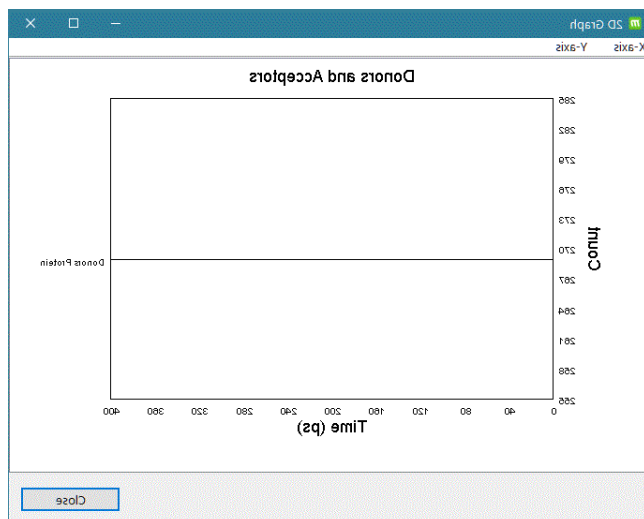 2D Graph
X-axis Y-axis
Donors and Acceptors
285
282
279
276
273
270
267
264
261
258
255
Count
Donors Protein
0 40 80 120 160 200 240 280 320 360 400
Time (ps)
Close